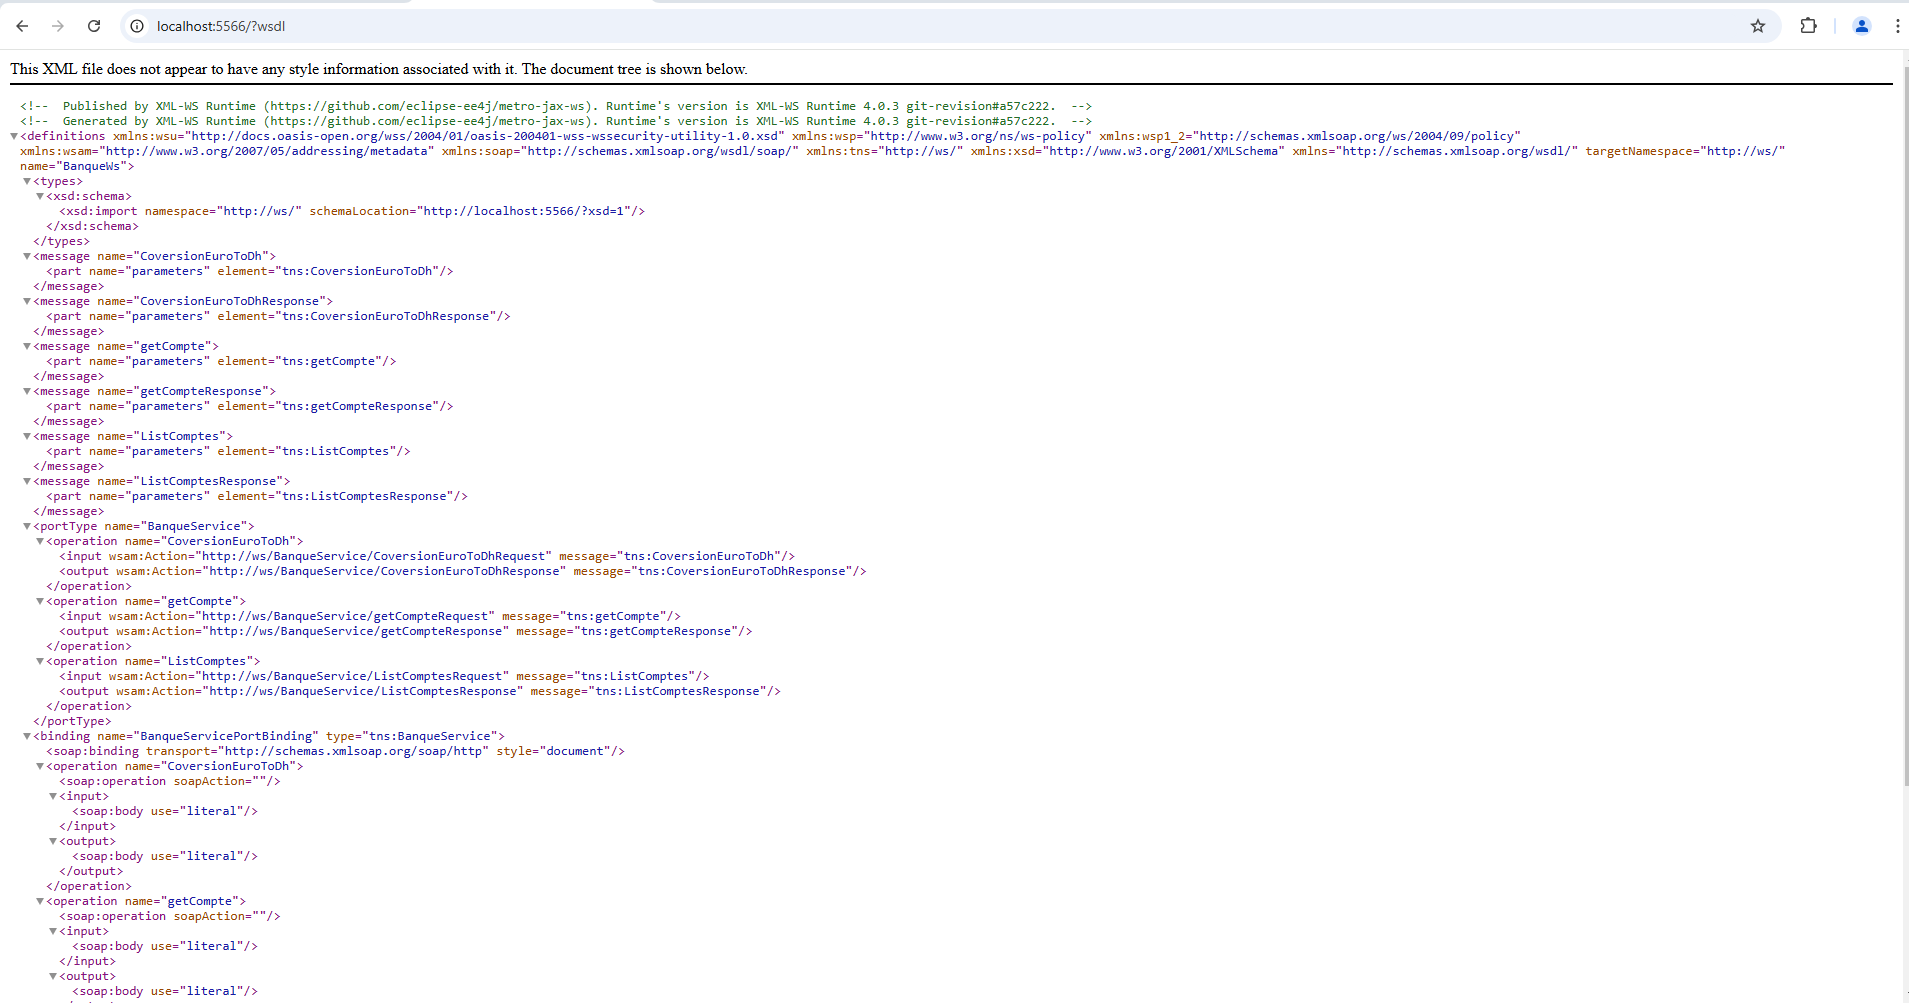 localhost:5566/?wsdl
This XML file does not appear to have any style information associated with it. The document tree is shown below.
<!-- Published by XML-WS Runtime (https://github.com/eclipse-ee4j/metro-jax-ws). Runtime's version is XML-WS Runtime 4.0.3 git-revision#a57c222. -->
<!-- Generated by XML-WS Runtime (https://github.com/eclipse-ee4j/metro-jax-ws). Runtime's version is XML-WS Runtime 4.0.3 git-revision#a57c222. -->
<definitions xmlns:wsu="http://docs.oasis-open.org/wss/2004/01/oasis-200401-wss-wssecurity-utility-1.0.xsd" xmlns:wsp="http://www.w3.org/ns/ws-policy" xmlns:wsp1_2="http://schemas.xmlsoap.org/ws/2004/09/policy"
xmlns:wsam="http://www.w3.org/2007/05/addressing/metadata" xmlns:soap="http://schemas.xmlsoap.org/wsdl/soap/" xmlns:tns="http://ws/" xmlns:xsd="http://www.w3.org/2001/XMLSchema" xmlns="http://schemas.xmlsoap.org/wsdl/" targetNamespace="http://ws/"
name="BanqueWs">
<types>
<xsd:schema>
<xsd:import namespace="http://ws/" schemaLocation="http://localhost:5566/?xsd=1"/>
</xsd:schema>
</types>
<message name="CoversionEuroToDh">
<part name="parameters" element="tns:CoversionEuroToDh"/>
</message>
<message name="CoversionEuroToDhResponse">
<part name="parameters" element="tns:CoversionEuroToDhResponse"/>
</message>
<message name="getCompte">
<part name="parameters" element="tns:getCompte"/>
</message>
<message name="getCompteResponse">
<part name="parameters" element="tns:getCompteResponse"/>
</message>
<message name="ListComptes">
<part name="parameters" element="tns:ListComptes"/>
</message>
<message name="ListComptesResponse">
<part name="parameters" element="tns:ListComptesResponse"/>
</message>
<portType name="BanqueService">
<operation name="CoversionEuroToDh">
<input wsam:Action="http://ws/BanqueService/CoversionEuroToDhRequest" message="tns:CoversionEuroToDh"/>
<output wsam:Action="http://ws/BanqueService/CoversionEuroToDhResponse" message="tns:CoversionEuroToDhResponse"/>
</operation>
<operation name="getCompte">
<input wsam:Action="http://ws/BanqueService/getCompteRequest" message="tns:getCompte"/>
<output wsam:Action="http://ws/BanqueService/getCompteResponse" message="tns:getCompteResponse"/>
</operation>
<operation name="ListComptes">
<input wsam:Action="http://ws/BanqueService/ListComptesRequest" message="tns:ListComptes"/>
<output wsam:Action="http://ws/BanqueService/ListComptesResponse" message="tns:ListComptesResponse"/>
</operation>
</portType>
<binding name="BanqueServicePortBinding" type="tns:BanqueService">
<soap:binding transport="http://schemas.xmlsoap.org/soap/http" style="document"/>
<operation name="CoversionEuroToDh">
<soap:operation soapAction=""/>
<input>
<soap:body use="literal"/>
</input>
<output>
<soap:body use="literal"/>
</output>
</operation>
<operation name="getCompte">
<soap:operation soapAction=""/>
<input>
<soap:body use="literal"/>
</input>
<output>
<soap:body use="literal"/>